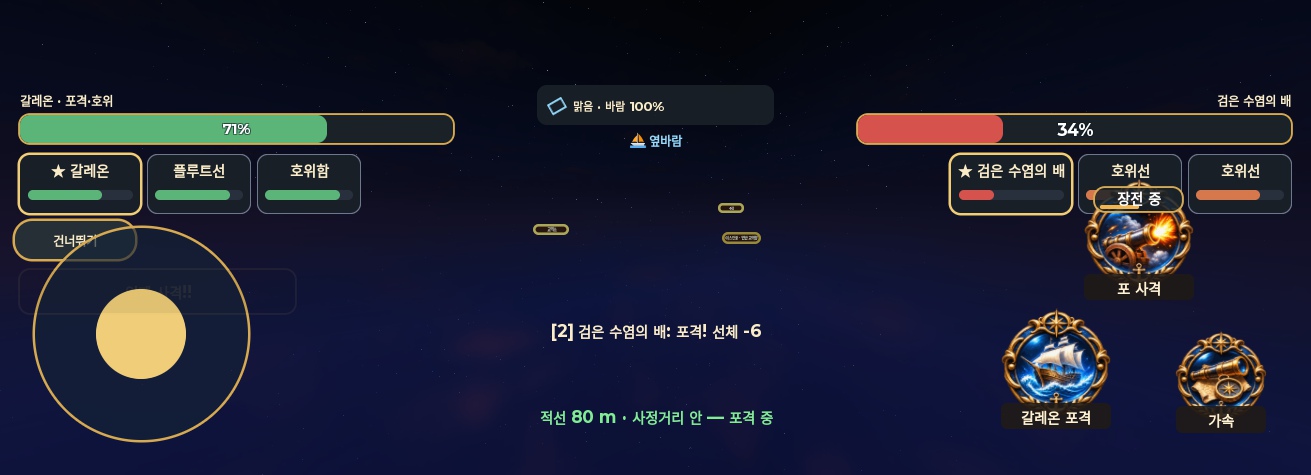 갤레온 · 포격·호위
71%
★ 갤레온
플루트선
호위함
건너뛰기
맑음 · 바람 100%
옆바람
검은 수염의 배
34%
★ 검은 수염의 배
호위선
호위선
장전 중
포 사격
[2] 검은 수염의 배: 포격! 선체 -6
적선 80 m · 사정거리 안 — 포격 중
갤레온 포격
가속